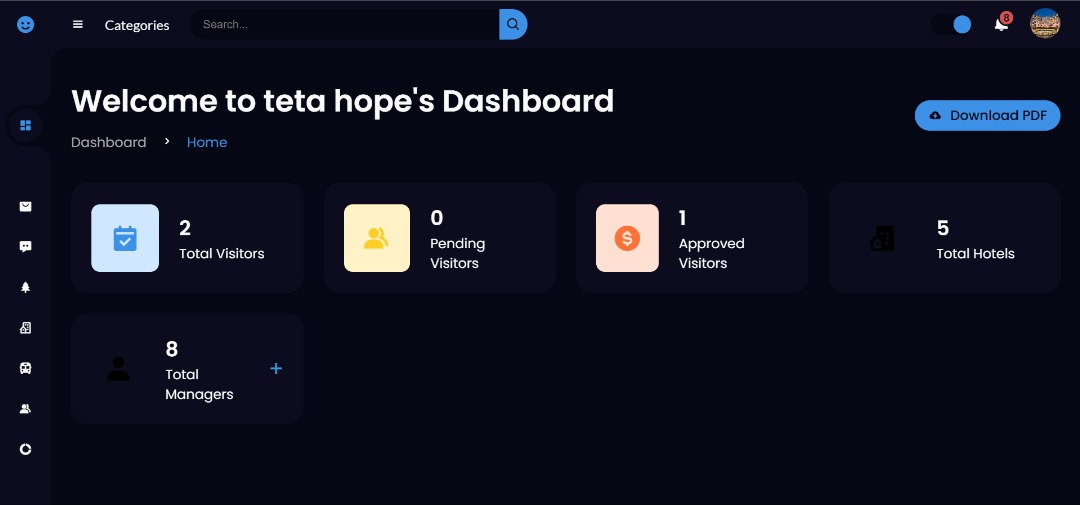 Categories
Search...
8
Welcome to teta hope's Dashboard
Dashboard > Home
Download PDF
2
Total Visitors
0
Pending
Visitors
1
Approved
Visitors
5
Total Hotels
8
Total
Managers
+